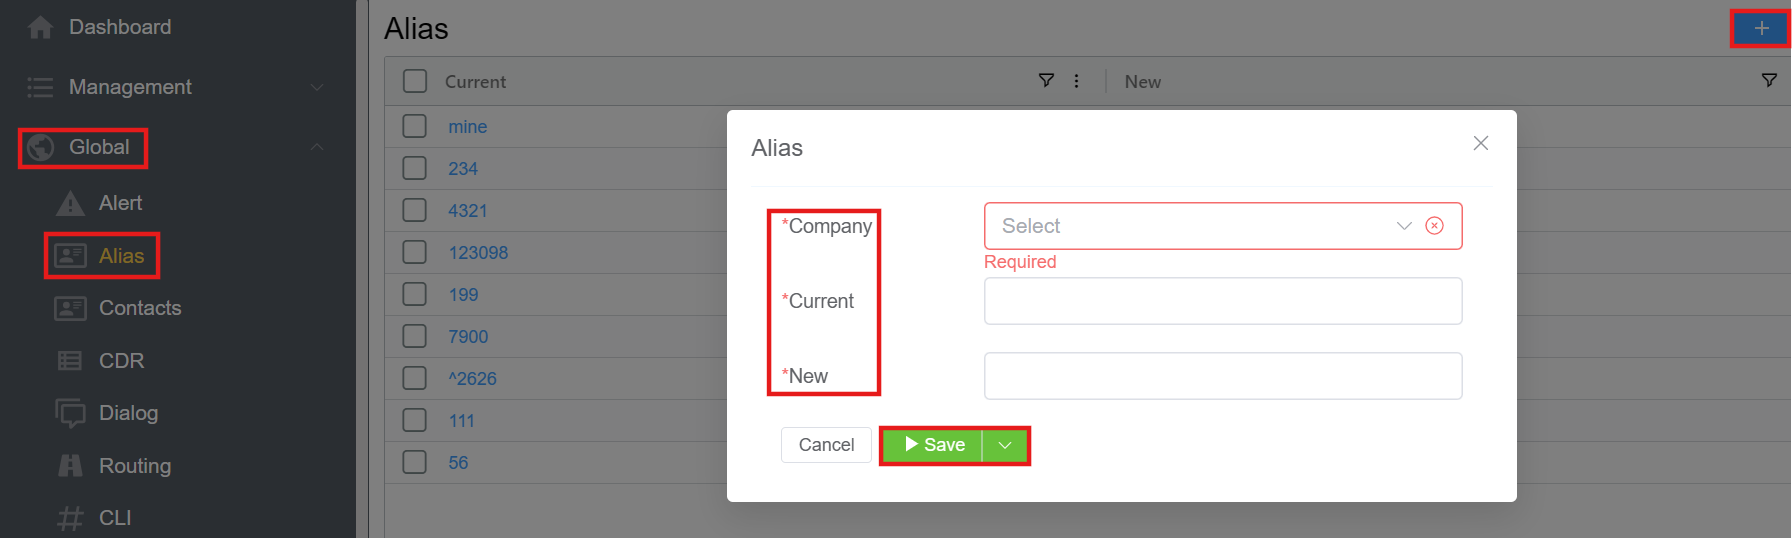 Dashboard
Management
Global
Alert
Alias
Contacts
CDR
Dialog
Routing
CLI
Alias
+
Current
New
mine
234
4321
123098
199
7900
^2626
111
56
Alias
*Company
Select
Required
*Current
*New
Cancel
Save